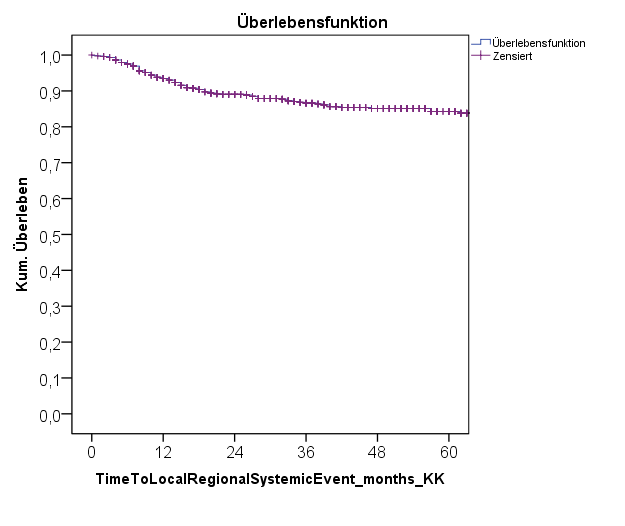 Überlebensfunktion
Überlebensfunktion
Zensiert
Kum. Überleben
1,0
0,9
0,8
0,7
0,6
0,5
0,4
0,3
0,2
0,1
0,0
0 12 24 36 48 60
TimeToLocalRegionalSystemicEvent_months_KK